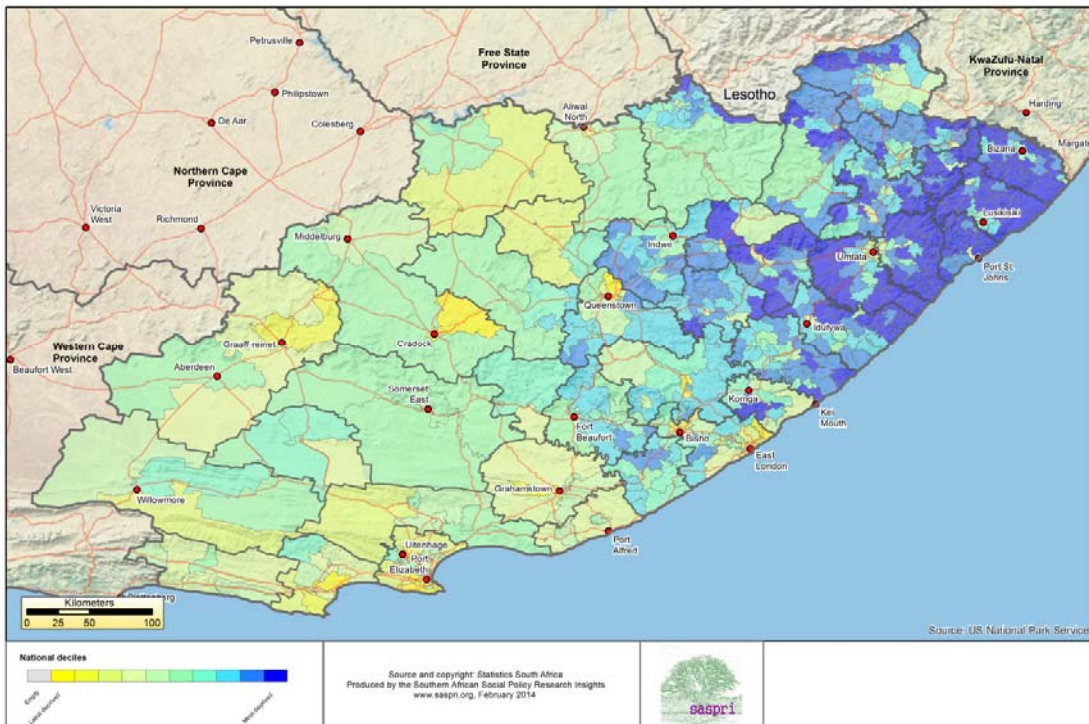 Petrusville
Free State
Province
KwaZulu-Natal
Province
Lesotho
Philipstown
Harding
Aliwal
North
De Aar
Colesberg
Bizana
Margate
Northern Cape
Province
Victoria
West
Richmond
Lusikisiki
Middelburg
Indwe
Umtata
Port St.
Johns
Queenstown
Idutywa
Cradock
Graaff reinet
Western Cape
Province
Beaufort West
Aberdeen
Somerset
East
Komga
Kei
Mouth
Fort
Beaufort
Bisho
East
London
Willowmore
Grahamstown
Port
Alfred
Uitenhage
Port
Elizabeth
Kilometers
0 25 50 100
Source: US National Park Service
National deciles
Empty
Least deprived
Most deprived
Source and copyright: Statistics South Africa
Produced by the Southern African Social Policy Research Insights
www.saspri.org, February 2014
saspri